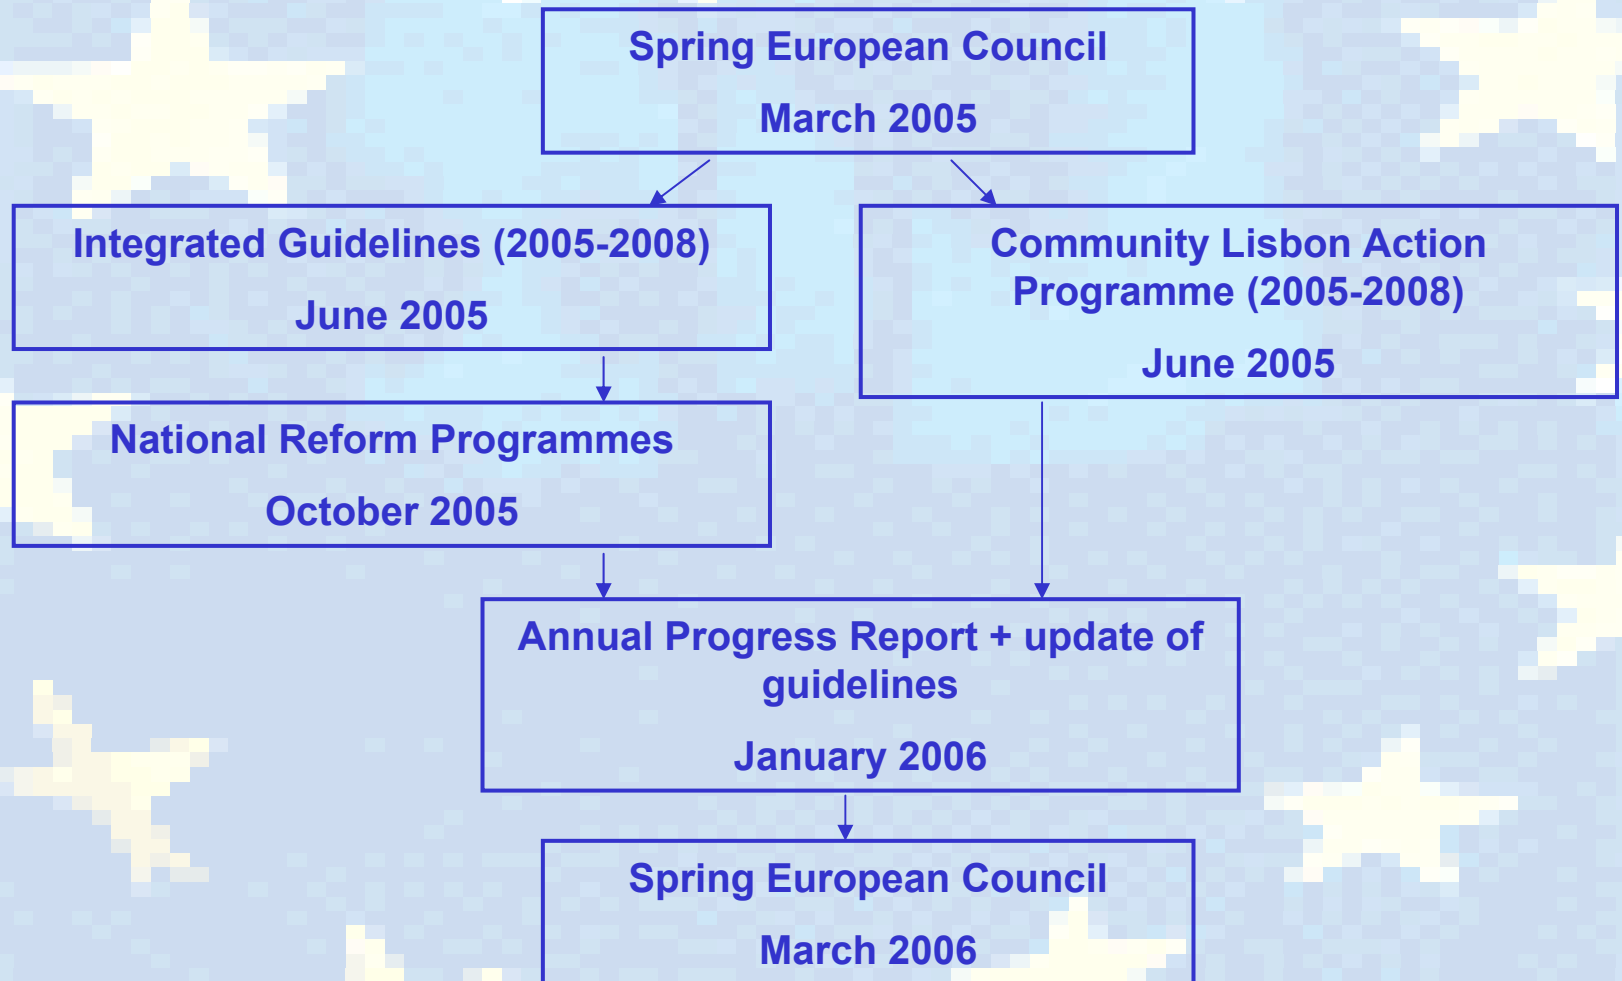 Spring European Council
March 2005
Integrated Guidelines (2005-2008)
June 2005
Community Lisbon Action
Programme (2005-2008)
June 2005
National Reform Programmes
October 2005
Annual Progress Report + update of
guidelines
January 2006
Spring European Council
March 2006